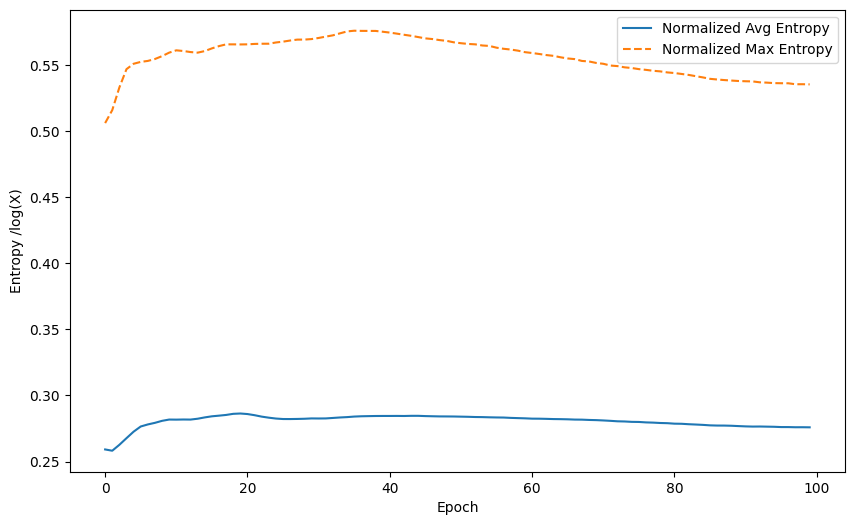 Normalized Avg Entropy
Normalized Max Entropy
Entropy /log(X)
0.55
0.50
0.45
0.40
0.35
0.30
0.25
0 20 40 60 80 100
Epoch